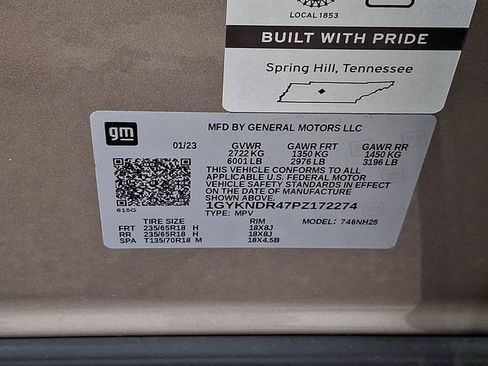 LOCAL 1853
BUILT WITH PRIDE
Spring Hill, Tennessee
gm
MFD BY GENERAL MOTORS LLC
01/23 GVWR GAWR FRT GAWR RR
2722 KG 1350 KG 1450 KG
6001 LB 2976 LB 3196 LB
THIS VEHICLE CONFORMS TO ALL
APPLICABLE U.S. FEDERAL MOTOR
VEHICLE SAFETY STANDARDS IN EFFECT
ON THE DATE OF MANUFACTURE
SHOWN ABOVE.
615G
1GYKNDR47PZ172274
TYPE: MPV MODEL: 746NH26
TIRE SIZE RIM
FRT 235/65R18 H 18X8J
RR 235/65R18 H 18X8J
SPA T135/70R18 M 18X4.5B